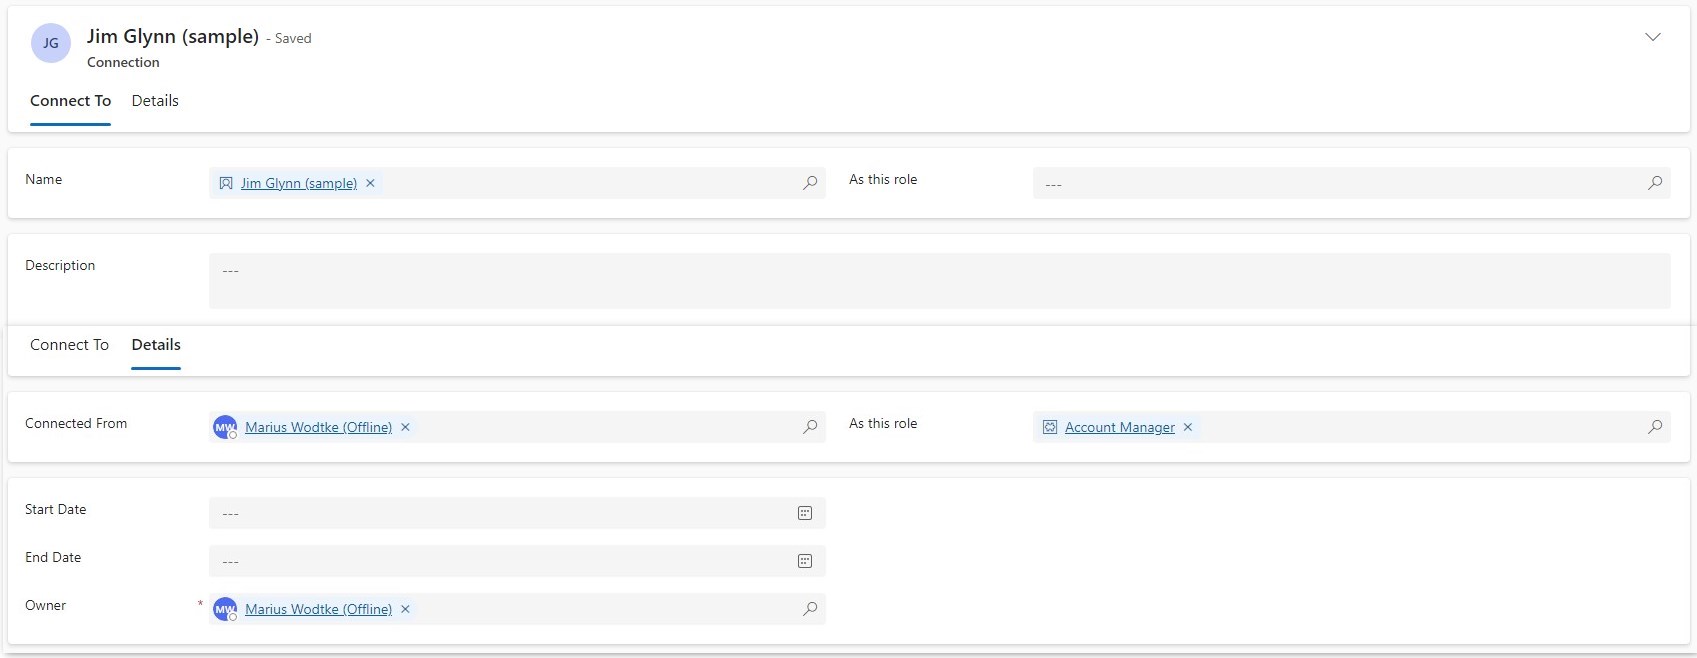 JG
Jim Glynn (sample) - Saved
Connection
Connect To Details
Name Jim Glynn (sample) As this role ---
Description ---
Connect To Details
Connected From MW Marius Wodtke (Offline) As this role Account Manager
Start Date ---
End Date ---
Owner * MW Marius Wodtke (Offline)